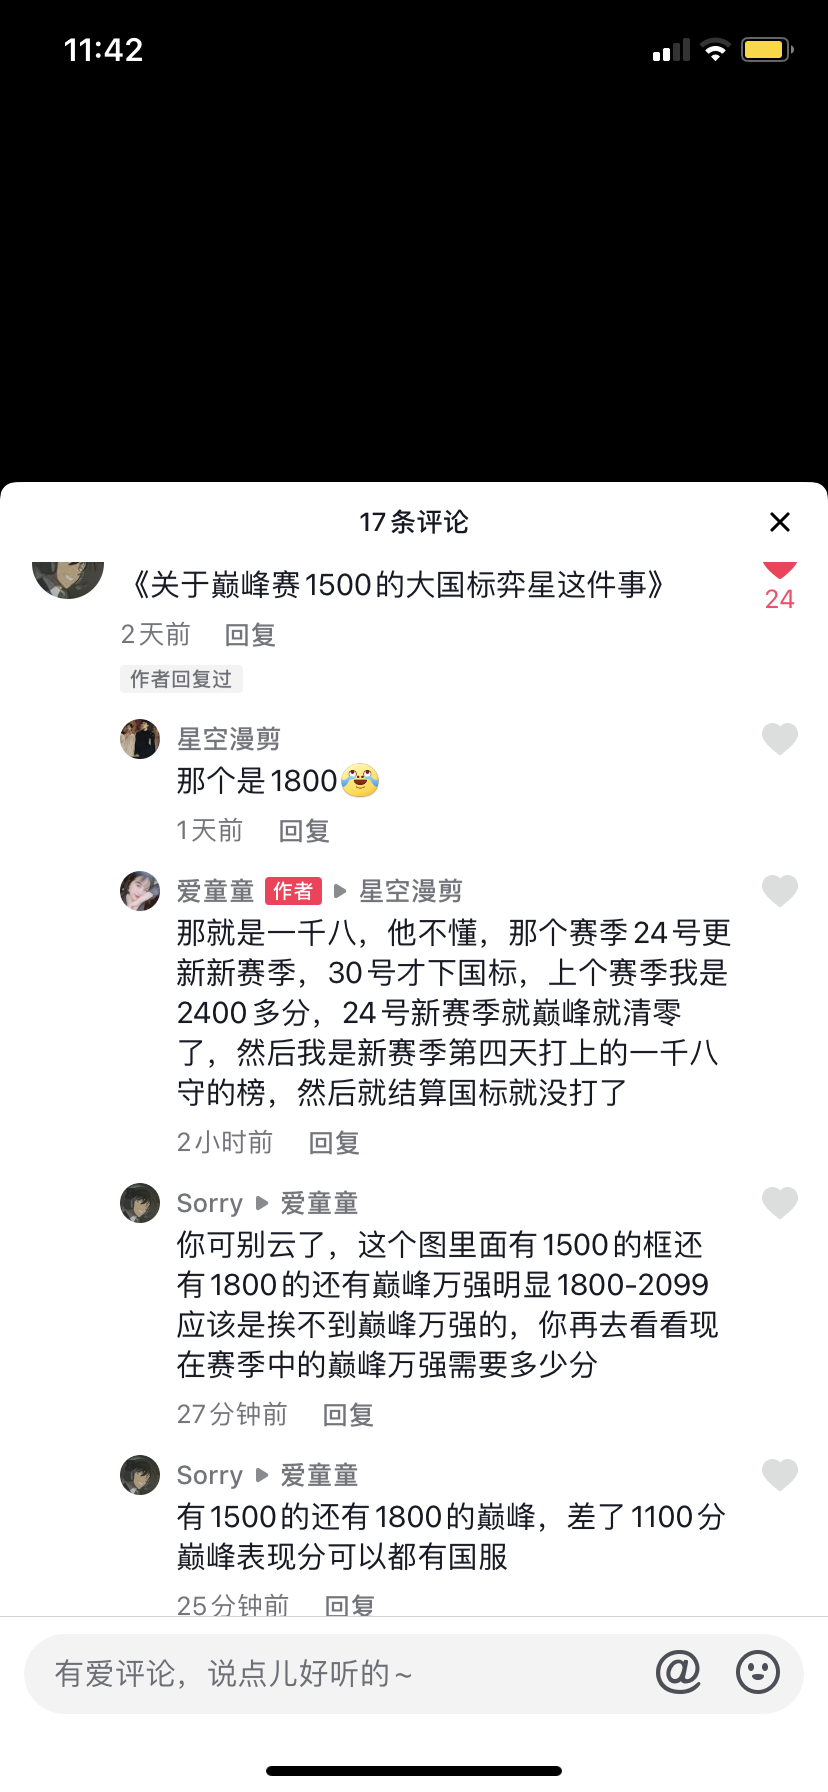 11:42
17条评论
《关于巅峰赛1500的大国标弈星这件事》
24
2天前 回复
作者回复过
星空漫剪
那个是1800
1天前 回复
爱童童 作者 星空漫剪
那就是一千八，他不懂，那个赛季24号更
新新赛季，30号才下国标，上个赛季我是
2400多分，24号新赛季就巅峰就清零
了，然后我是新赛季第四天打上的一千八
守的榜，然后就结算国标就没打了
2小时前 回复
Sorry 爱童童
你可别云了，这个图里面有1500的框还
有1800的还有巅峰万强明显1800-2099
应该是挨不到巅峰万强的，你再去看看现
在赛季中的巅峰万强需要多少分
27分钟前 回复
Sorry 爱童童
有1500的还有1800的巅峰，差了1100分
巅峰表现分可以都有国服
25分钟前 回复
有爱评论，说点儿好听的~